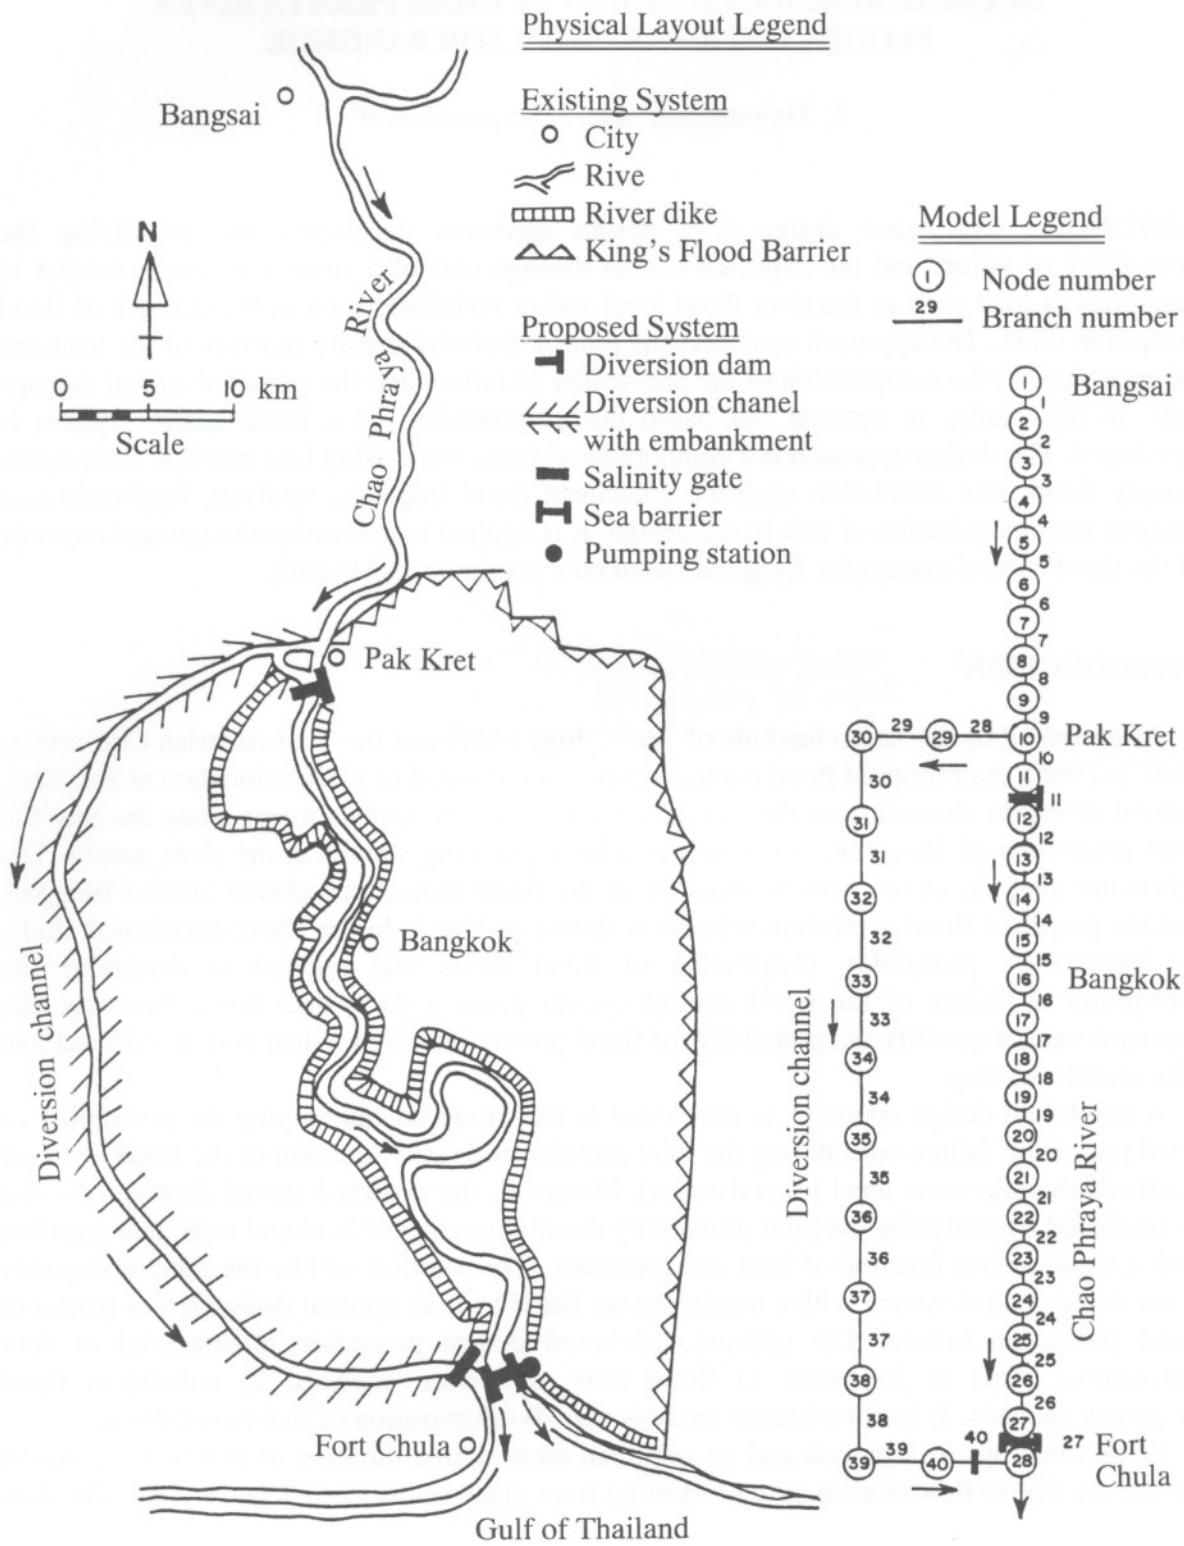 Physical Layout Legend
Existing System
City
Rive
River dike
King's Flood Barrier
Proposed System
Diversion dam
Diversion chanel
with embankment
Salinity gate
Sea barrier
Pumping station
Model Legend
1 Node number
29 Branch number
Bangsai
N
0 5 10 km
Scale
Chao Phraya River
Pak Kret
Bangkok
Diversion channel
Fort Chula
Gulf of Thailand
Bangsai
1
1
2
2
3
3
4
4
5
5
6
6
7
7
8
8
9
9
30 29 29 28 10 Pak Kret
10
11
11
12
12
13
13
14
14
15
15
16 Bangkok
16
17
17
18
18
19
19
20
20
21
21
22
22
23
23
24
24
25
25
26
26
27
27
28
Fort
Chula
Chao Phraya River
Diversion channel
30
31
31
32
32
33
33
34
34
35
35
36
36
37
37
38
38
39 39 40 40